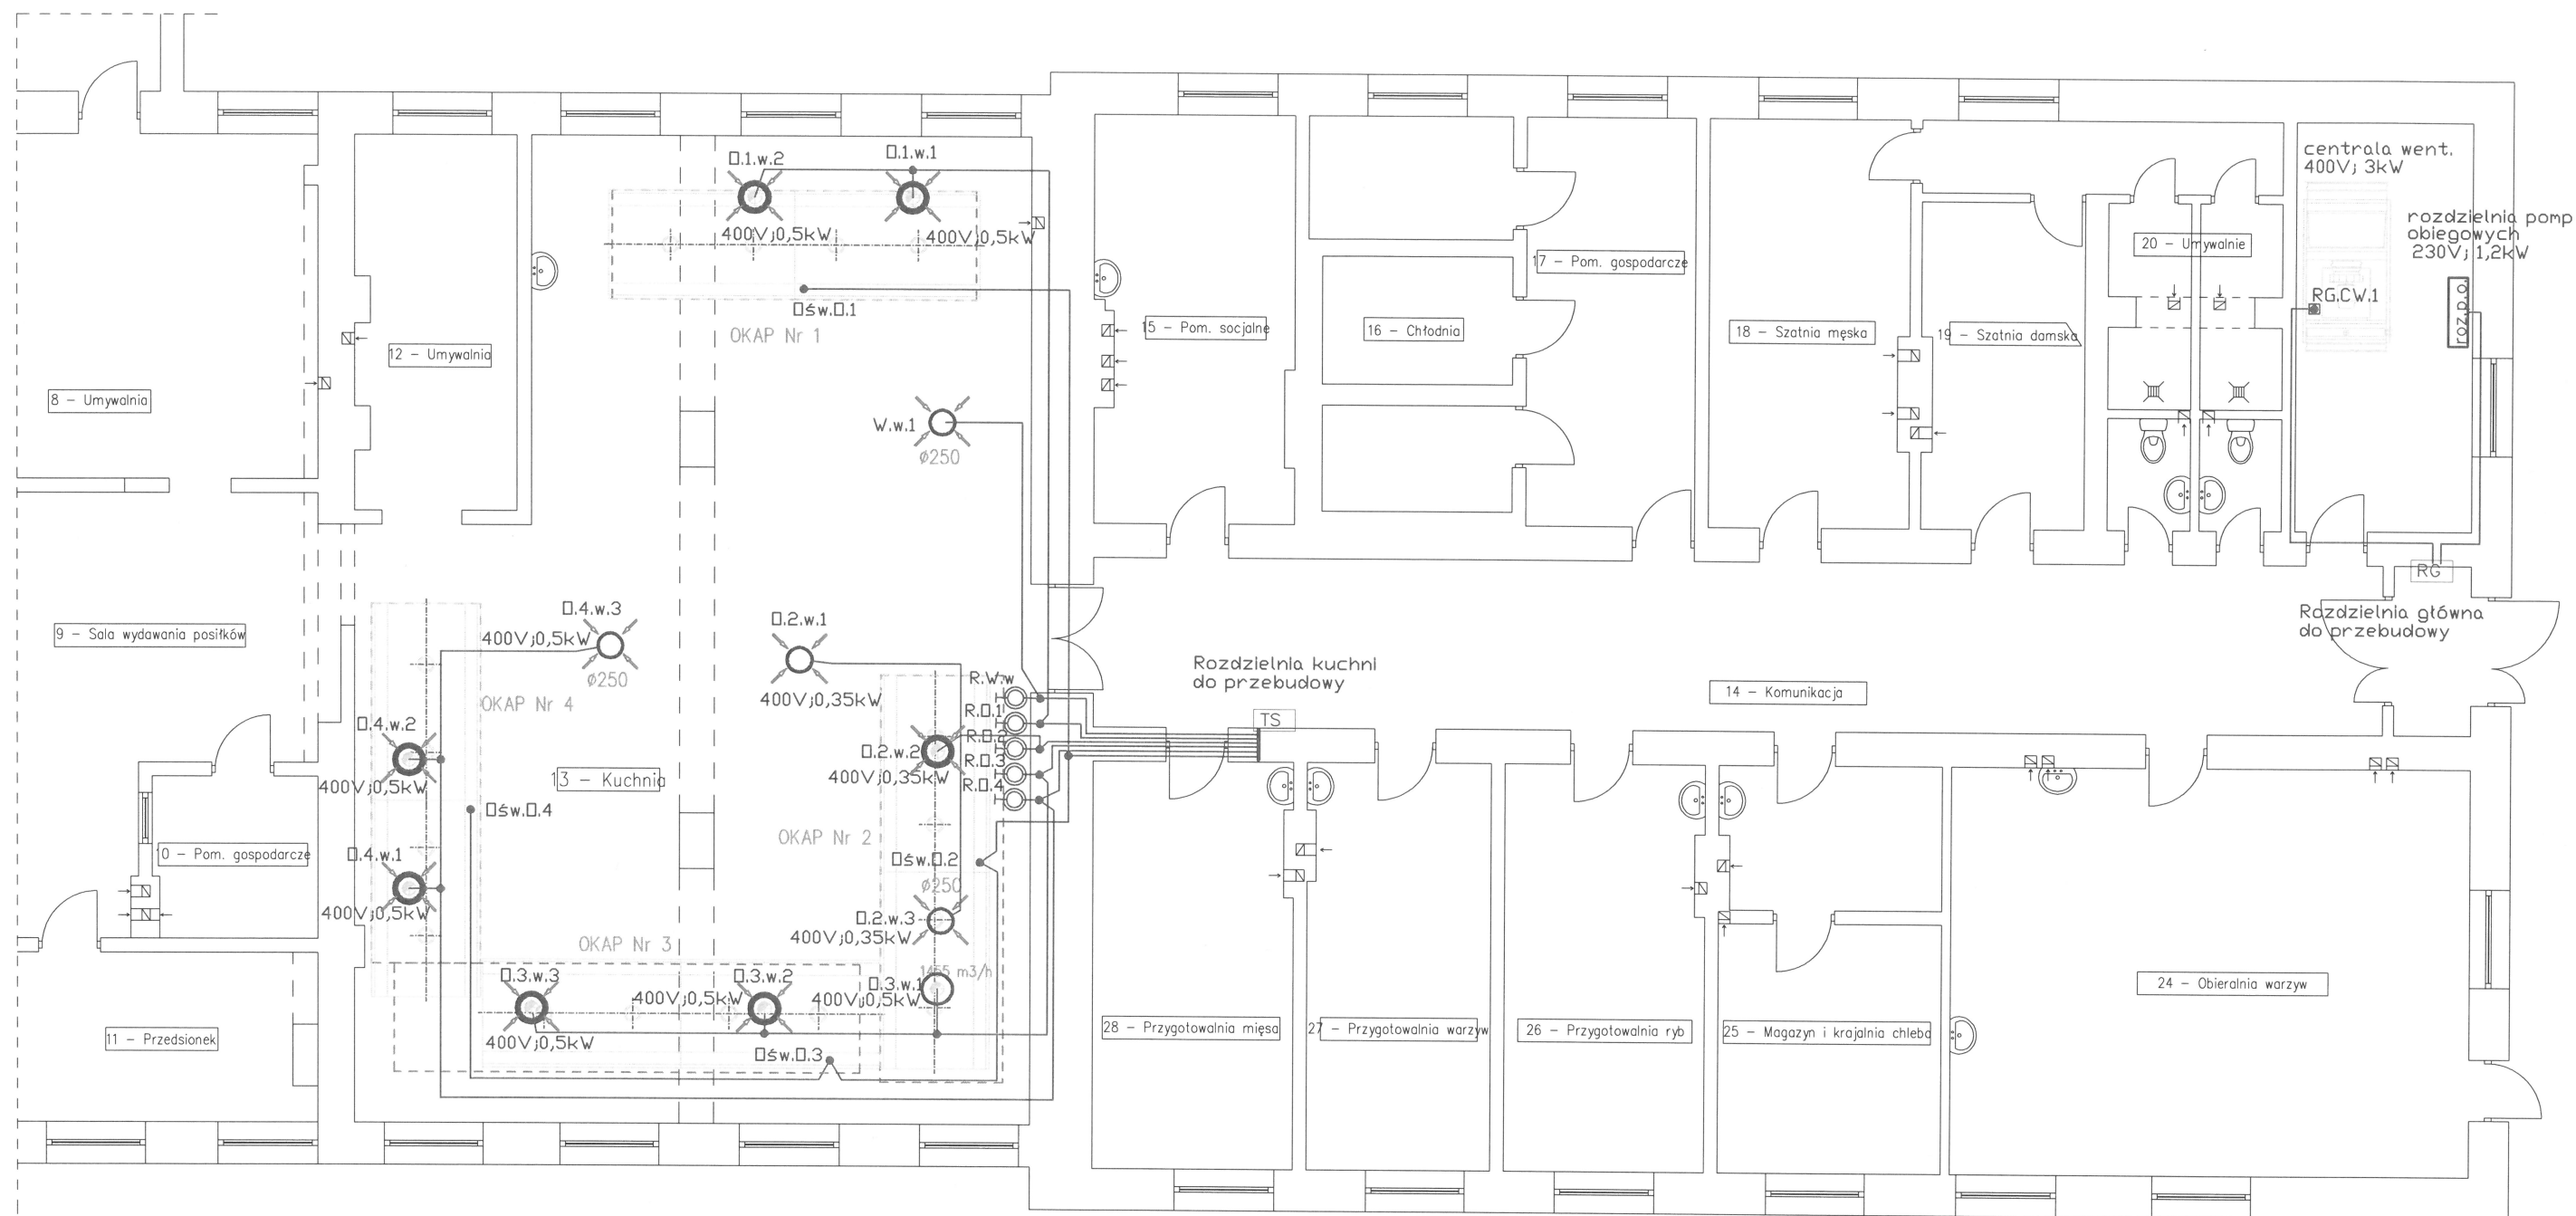 centrala went.
400V; 3kW
rozdzielnia pomp
obiegowych
230V; 1,2kW
RG.CW.1
roz.p.o.
RG
Rozdzielnia główna
do przebudowy
O.1.w.2
O.1.w.1
400V;0,5kW
400V;0,5kW
Ośw.O.1
OKAP Nr 1
W.w.1
ø250
8 - Umywalnia
12 - Umywalnia
15 - Pom. socjalne
16 - Chłodnia
17 - Pom. gospodarcze
18 - Szatnia męska
19 - Szatnia damska
20 - Umywalnie
9 - Sala wydawania posiłków
O.4.w.3
400V;0,5kW
ø250
O.2.w.1
400V;0,35kW
OKAP Nr 4
O.4.w.2
400V;0,5kW
13 - Kuchnia
O.2.w.2
400V;0,35kW
R.W.w
R.O.1
R.O.2
R.O.3
R.O.4
Rozdzielnia kuchni
do przebudowy
TS
14 - Komunikacja
Ośw.O.4
OKAP Nr 2
Ośw.O.2
ø250
O.4.w.1
400V;0,5kW
10 - Pom. gospodarcze
O.2.w.3
400V;0,35kW
OKAP Nr 3
O.3.w.3
400V;0,5kW
O.3.w.2
400V;0,5kW
O.3.w.1
400V;0,5kW
m3/h
Ośw.O.3
11 - Przedsionek
28 - Przygotowalnia mięsa
27 - Przygotowalnia warzyw
26 - Przygotowalnia ryb
25 - Magazyn i krajalnia chleba
24 - Obieralnia warzyw